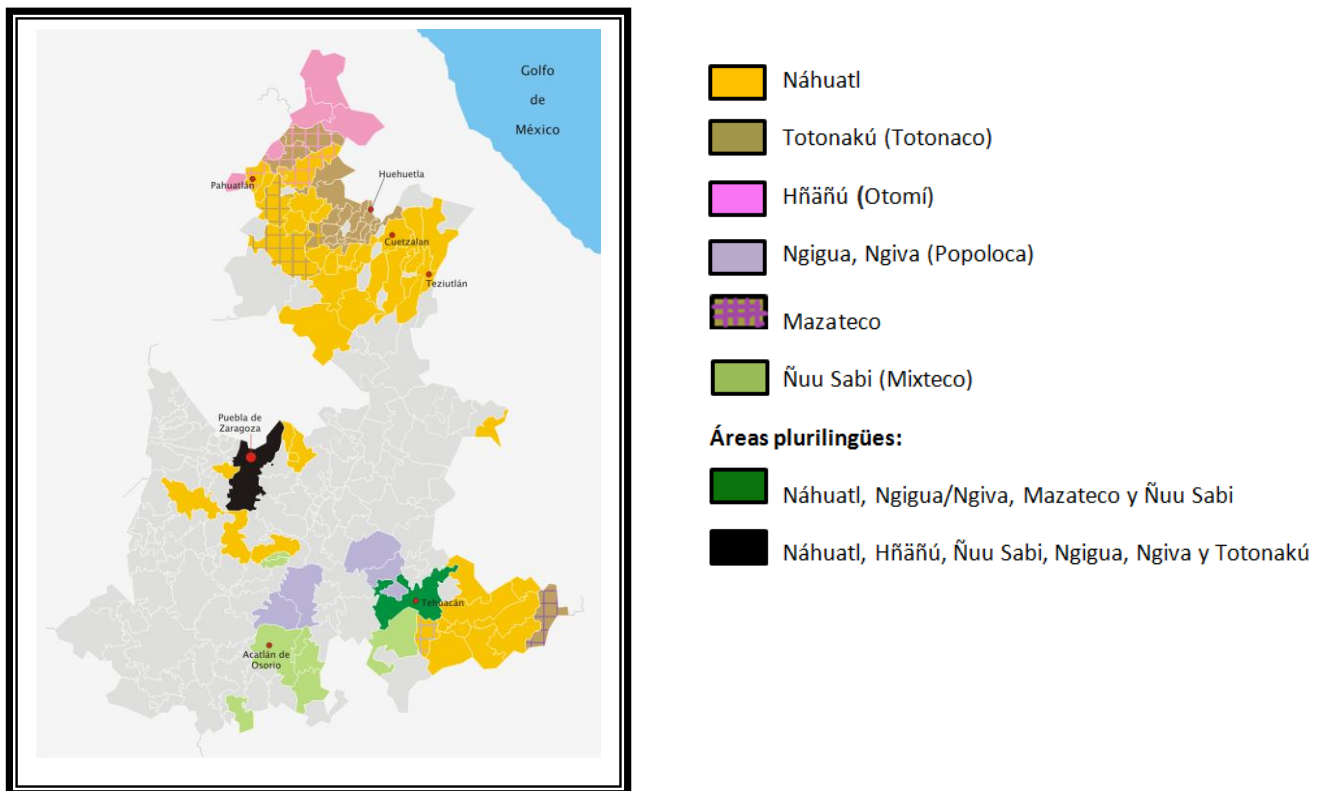 Golfo
de
México
Pahuatlán
Huehuetla
Cuetzalan
Teziutlán
Puebla de
Zaragoza
Tehuacán
Acatlán de
Osorio
Náhuatl
Totonakú (Totonaco)
Hñäñú (Otomí)
Ngigua, Ngiva (Popoloca)
Mazateco
Ñuu Sabi (Mixteco)
Áreas plurilingües:
Náhuatl, Ngigua/Ngiva, Mazateco y Ñuu Sabi
Náhuatl, Hñäñú, Ñuu Sabi, Ngigua, Ngiva y Totonakú